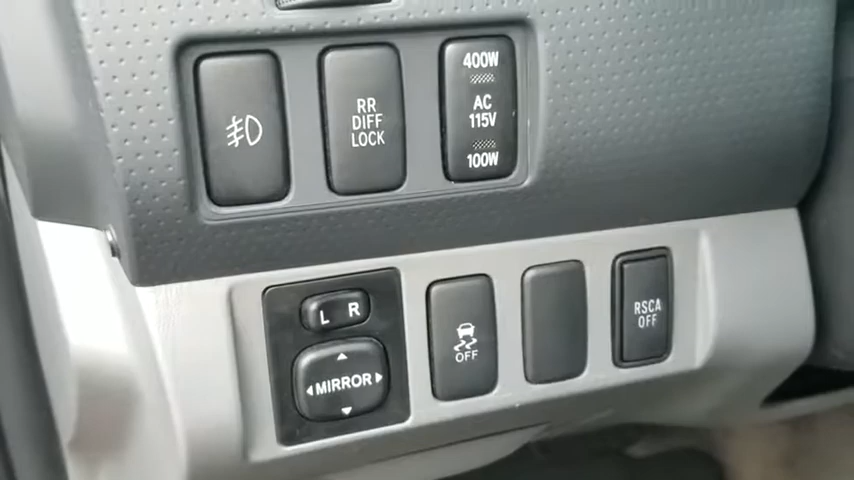 RR
DIFF
LOCK
400W
AC
115V
100W
L R
MIRROR
OFF
RSCA
OFF